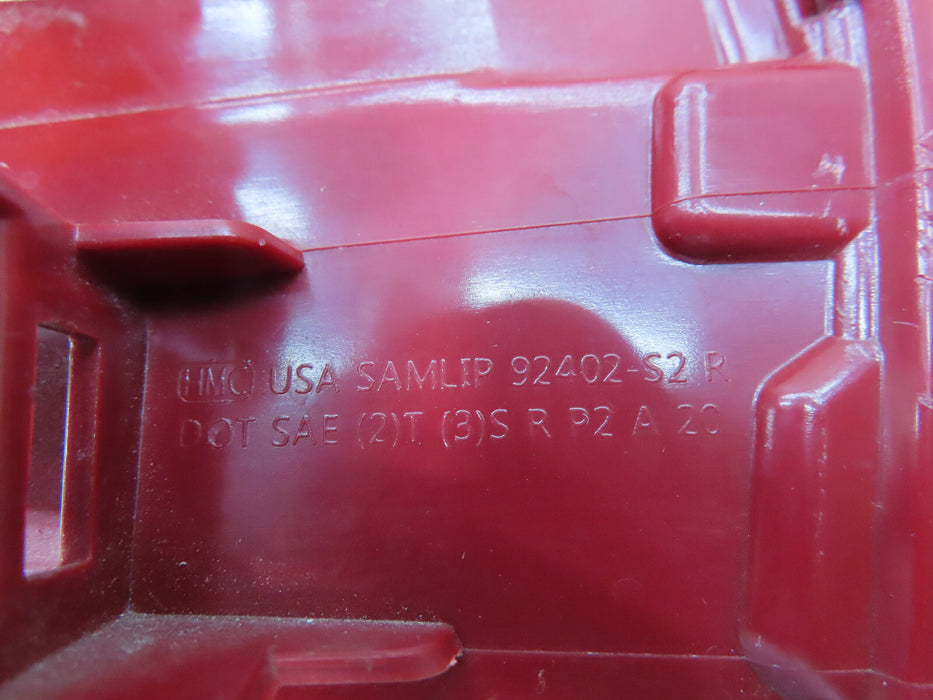 HMC USA SAMLIP 92402-S2 R
DOT SAE (2)T (3)S R P2 A 20